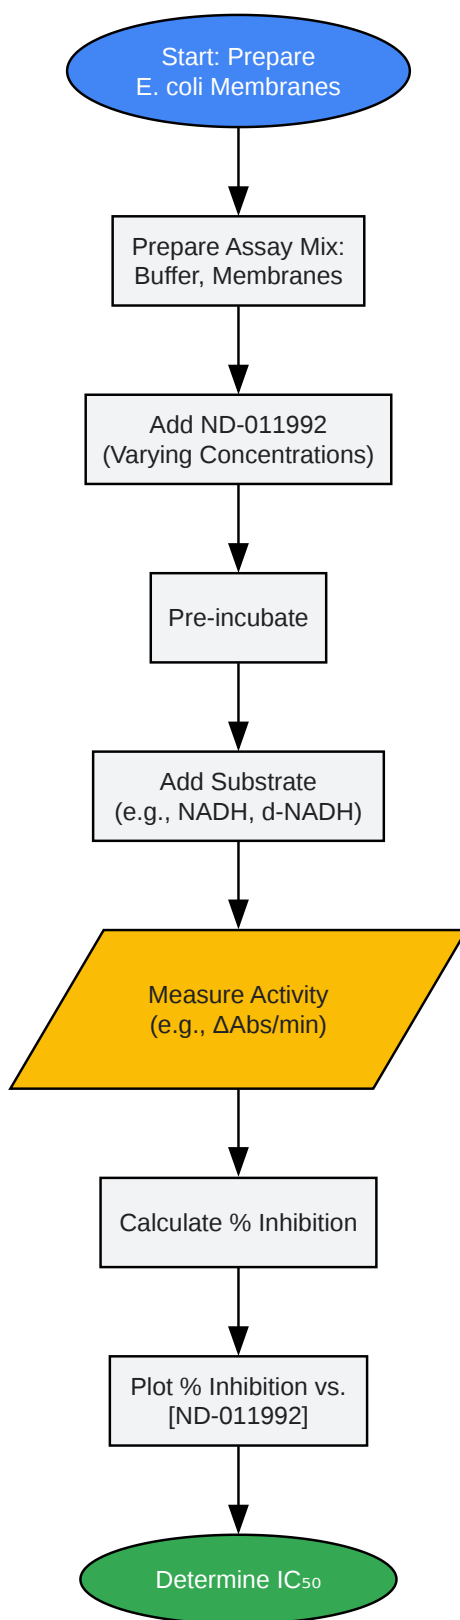 Start: Prepare
E. coli Membranes
Prepare Assay Mix:
Buffer, Membranes
Add ND-011992
(Varying Concentrations)
Pre-incubate
Add Substrate
(e.g., NADH, d-NADH)
Measure Activity
(e.g., ΔAbs/min)
Calculate % Inhibition
Plot % Inhibition vs.
[ND-011992]
Determine IC₅₀